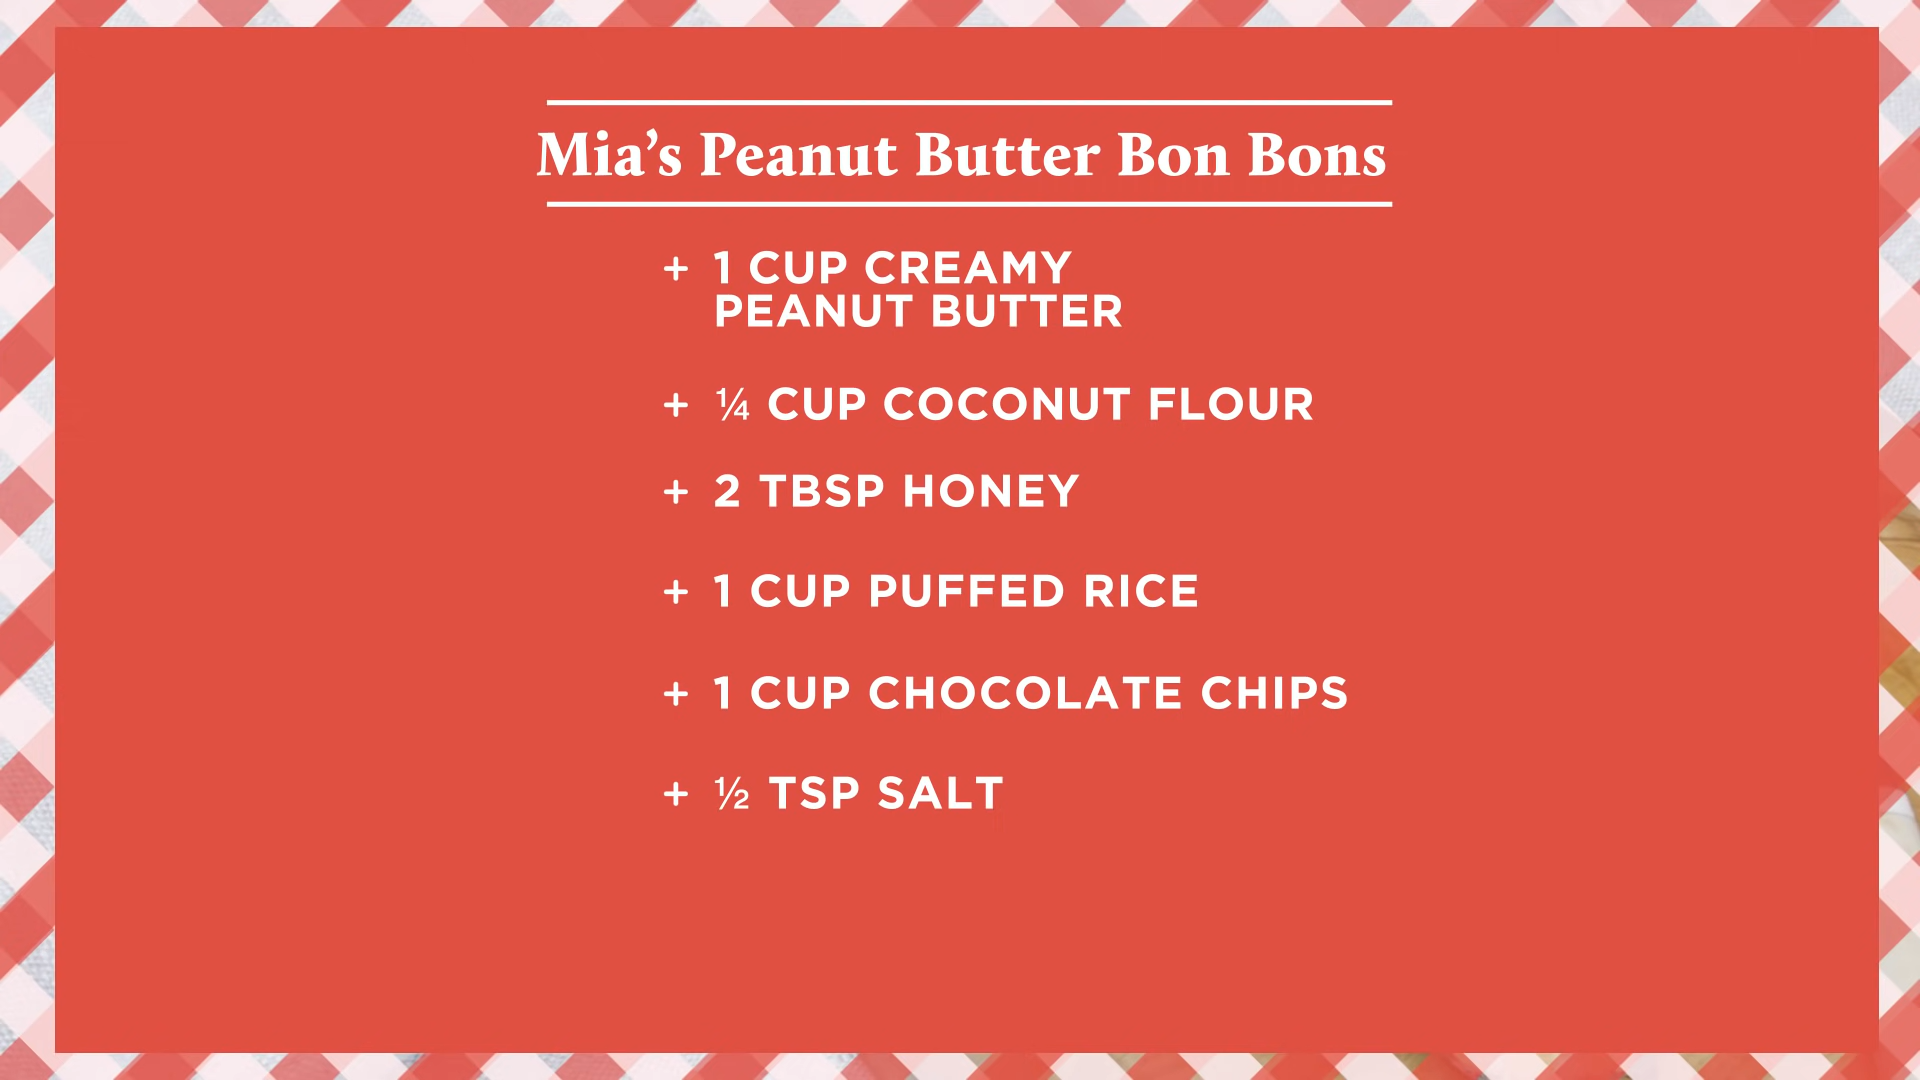 Mia’s Peanut Butter Bon Bons
+ 1 CUP CREAMY
PEANUT BUTTER
+ ¼ CUP COCONUT FLOUR
+ 2 TBSP HONEY
+ 1 CUP PUFFED RICE
+ 1 CUP CHOCOLATE CHIPS
+ ½ TSP SALT